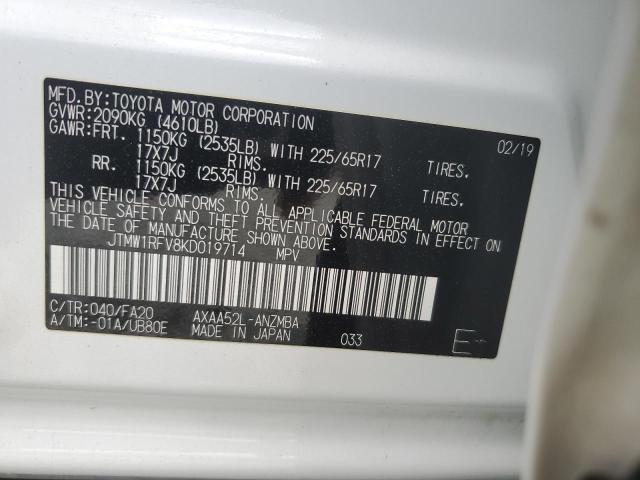 MFD.BY:TOYOTA MOTOR CORPORATION 02/19
GVWR:2090KG (4610LB)
GAWR:FRT. 1150KG (2535LB) WITH 225/65R17 TIRES.
17X7J RIMS.
RR. 1150KG (2535LB) WITH 225/65R17 TIRES.
17X7J RIMS.
THIS VEHICLE CONFORMS TO ALL APPLICABLE FEDERAL MOTOR
VEHICLE SAFETY AND THEFT PREVENTION STANDARDS IN EFFECT ON
THE DATE OF MANUFACTURE SHOWN ABOVE.
JTMW1RFV8KD019714 MPV
C/TR:040/FA20 AXAA52L-ANZMBA
A/TM:-01A/UB80E MADE IN JAPAN 033 E-